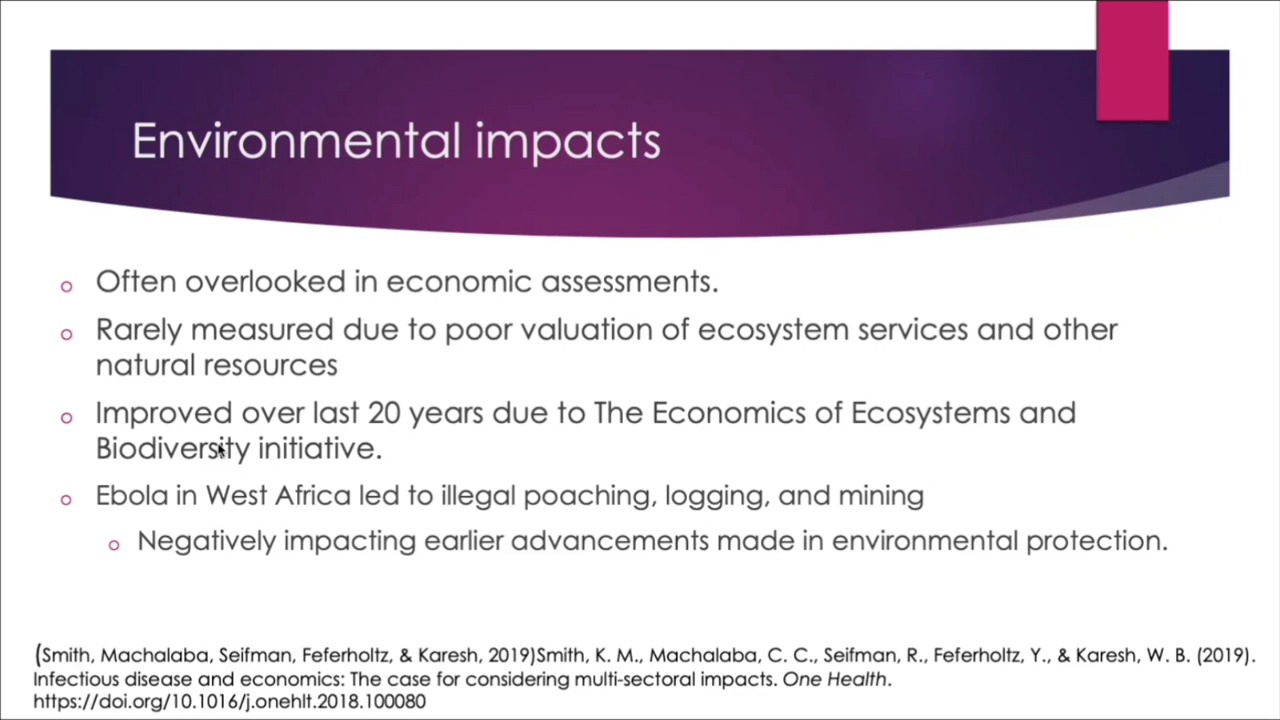 Environmental impacts
Often overlooked in economic assessments.
Rarely measured due to poor valuation of ecosystem services and other
natural resources
Improved over last 20 years due to The Economics of Ecosystems and
Biodiversity initiative.
Ebola in West Africa led to illegal poaching, logging, and mining
Negatively impacting earlier advancements made in environmental protection.
(Smith, Machalaba, Seifman, Feferholtz, & Karesh, 2019)Smith, K. M., Machalaba, C. C., Seifman, R., Feferholtz, Y., & Karesh, W. B. (2019).
Infectious disease and economics: The case for considering multi-sectoral impacts. One Health.
https://doi.org/10.1016/j.onehlt.2018.100080